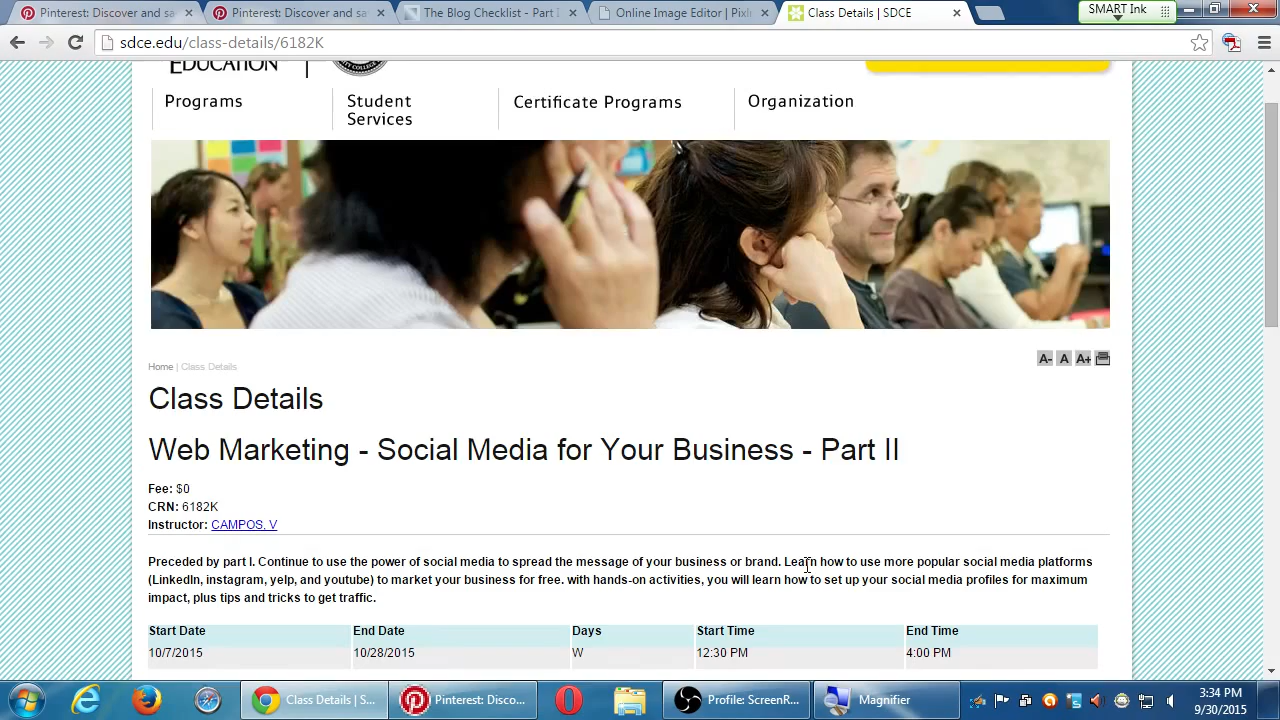 Pinterest: Discover and sa
Pinterest: Discover and sa
The Blog Checklist - Part I
Online Image Editor | Pixl
Class Details | SDCE
SMART Ink
sdce.edu/class-details/6182K
EDUCATION
Programs
Student Services
Certificate Programs
Organization
Home | Class Details
A- A A+
Class Details
Web Marketing - Social Media for Your Business - Part II
Fee: $0
CRN: 6182K
Instructor: CAMPOS, V
Preceded by part I. Continue to use the power of social media to spread the message of your business or brand. Learn how to use more popular social media platforms
(LinkedIn, instagram, yelp, and youtube) to market your business for free. with hands-on activities, you will learn how to set up your social media profiles for maximum
impact, plus tips and tricks to get traffic.
Start Date End Date Days Start Time End Time
10/7/2015 10/28/2015 W 12:30 PM 4:00 PM
Class Details | S...
Pinterest: Disco...
Profile: ScreenR...
Magnifier
3:34 PM
9/30/2015